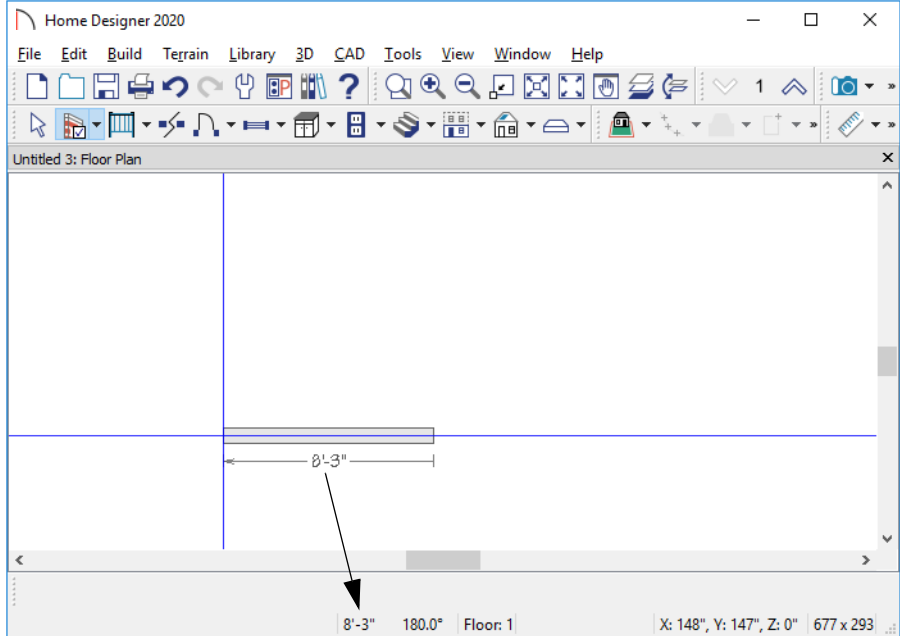 Home Designer 2020
File Edit Build Terrain Library 3D CAD Tools View Window Help
1
Untitled 3: Floor Plan
8'-3"
8'-3" 180.0° Floor: 1 X: 148", Y: 147", Z: 0" 677 x 293